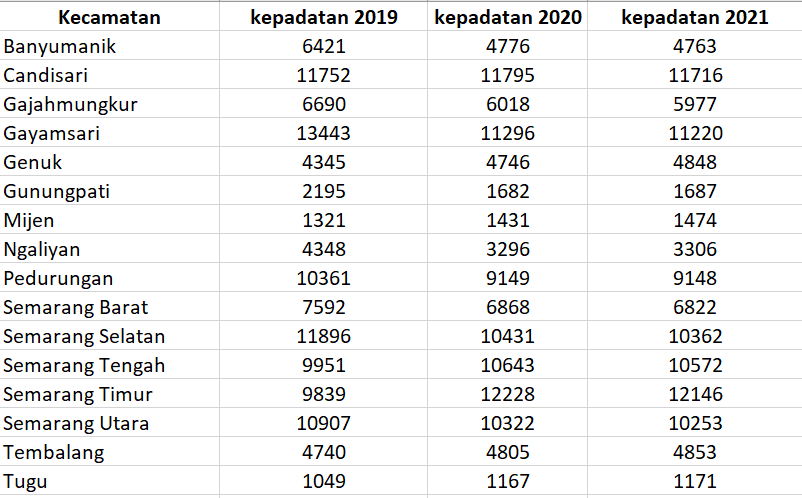 Kecamatan kepadatan 2019 kepadatan 2020 kepadatan 2021
Banyumanik 6421 4776 4763
Candisari 11752 11795 11716
Gajahmungkur 6690 6018 5977
Gayamsari 13443 11296 11220
Genuk 4345 4746 4848
Gunungpati 2195 1682 1687
Mijen 1321 1431 1474
Ngaliyan 4348 3296 3306
Pedurungan 10361 9149 9148
Semarang Barat 7592 6868 6822
Semarang Selatan 11896 10431 10362
Semarang Tengah 9951 10643 10572
Semarang Timur 9839 12228 12146
Semarang Utara 10907 10322 10253
Tembalang 4740 4805 4853
Tugu 1049 1167 1171